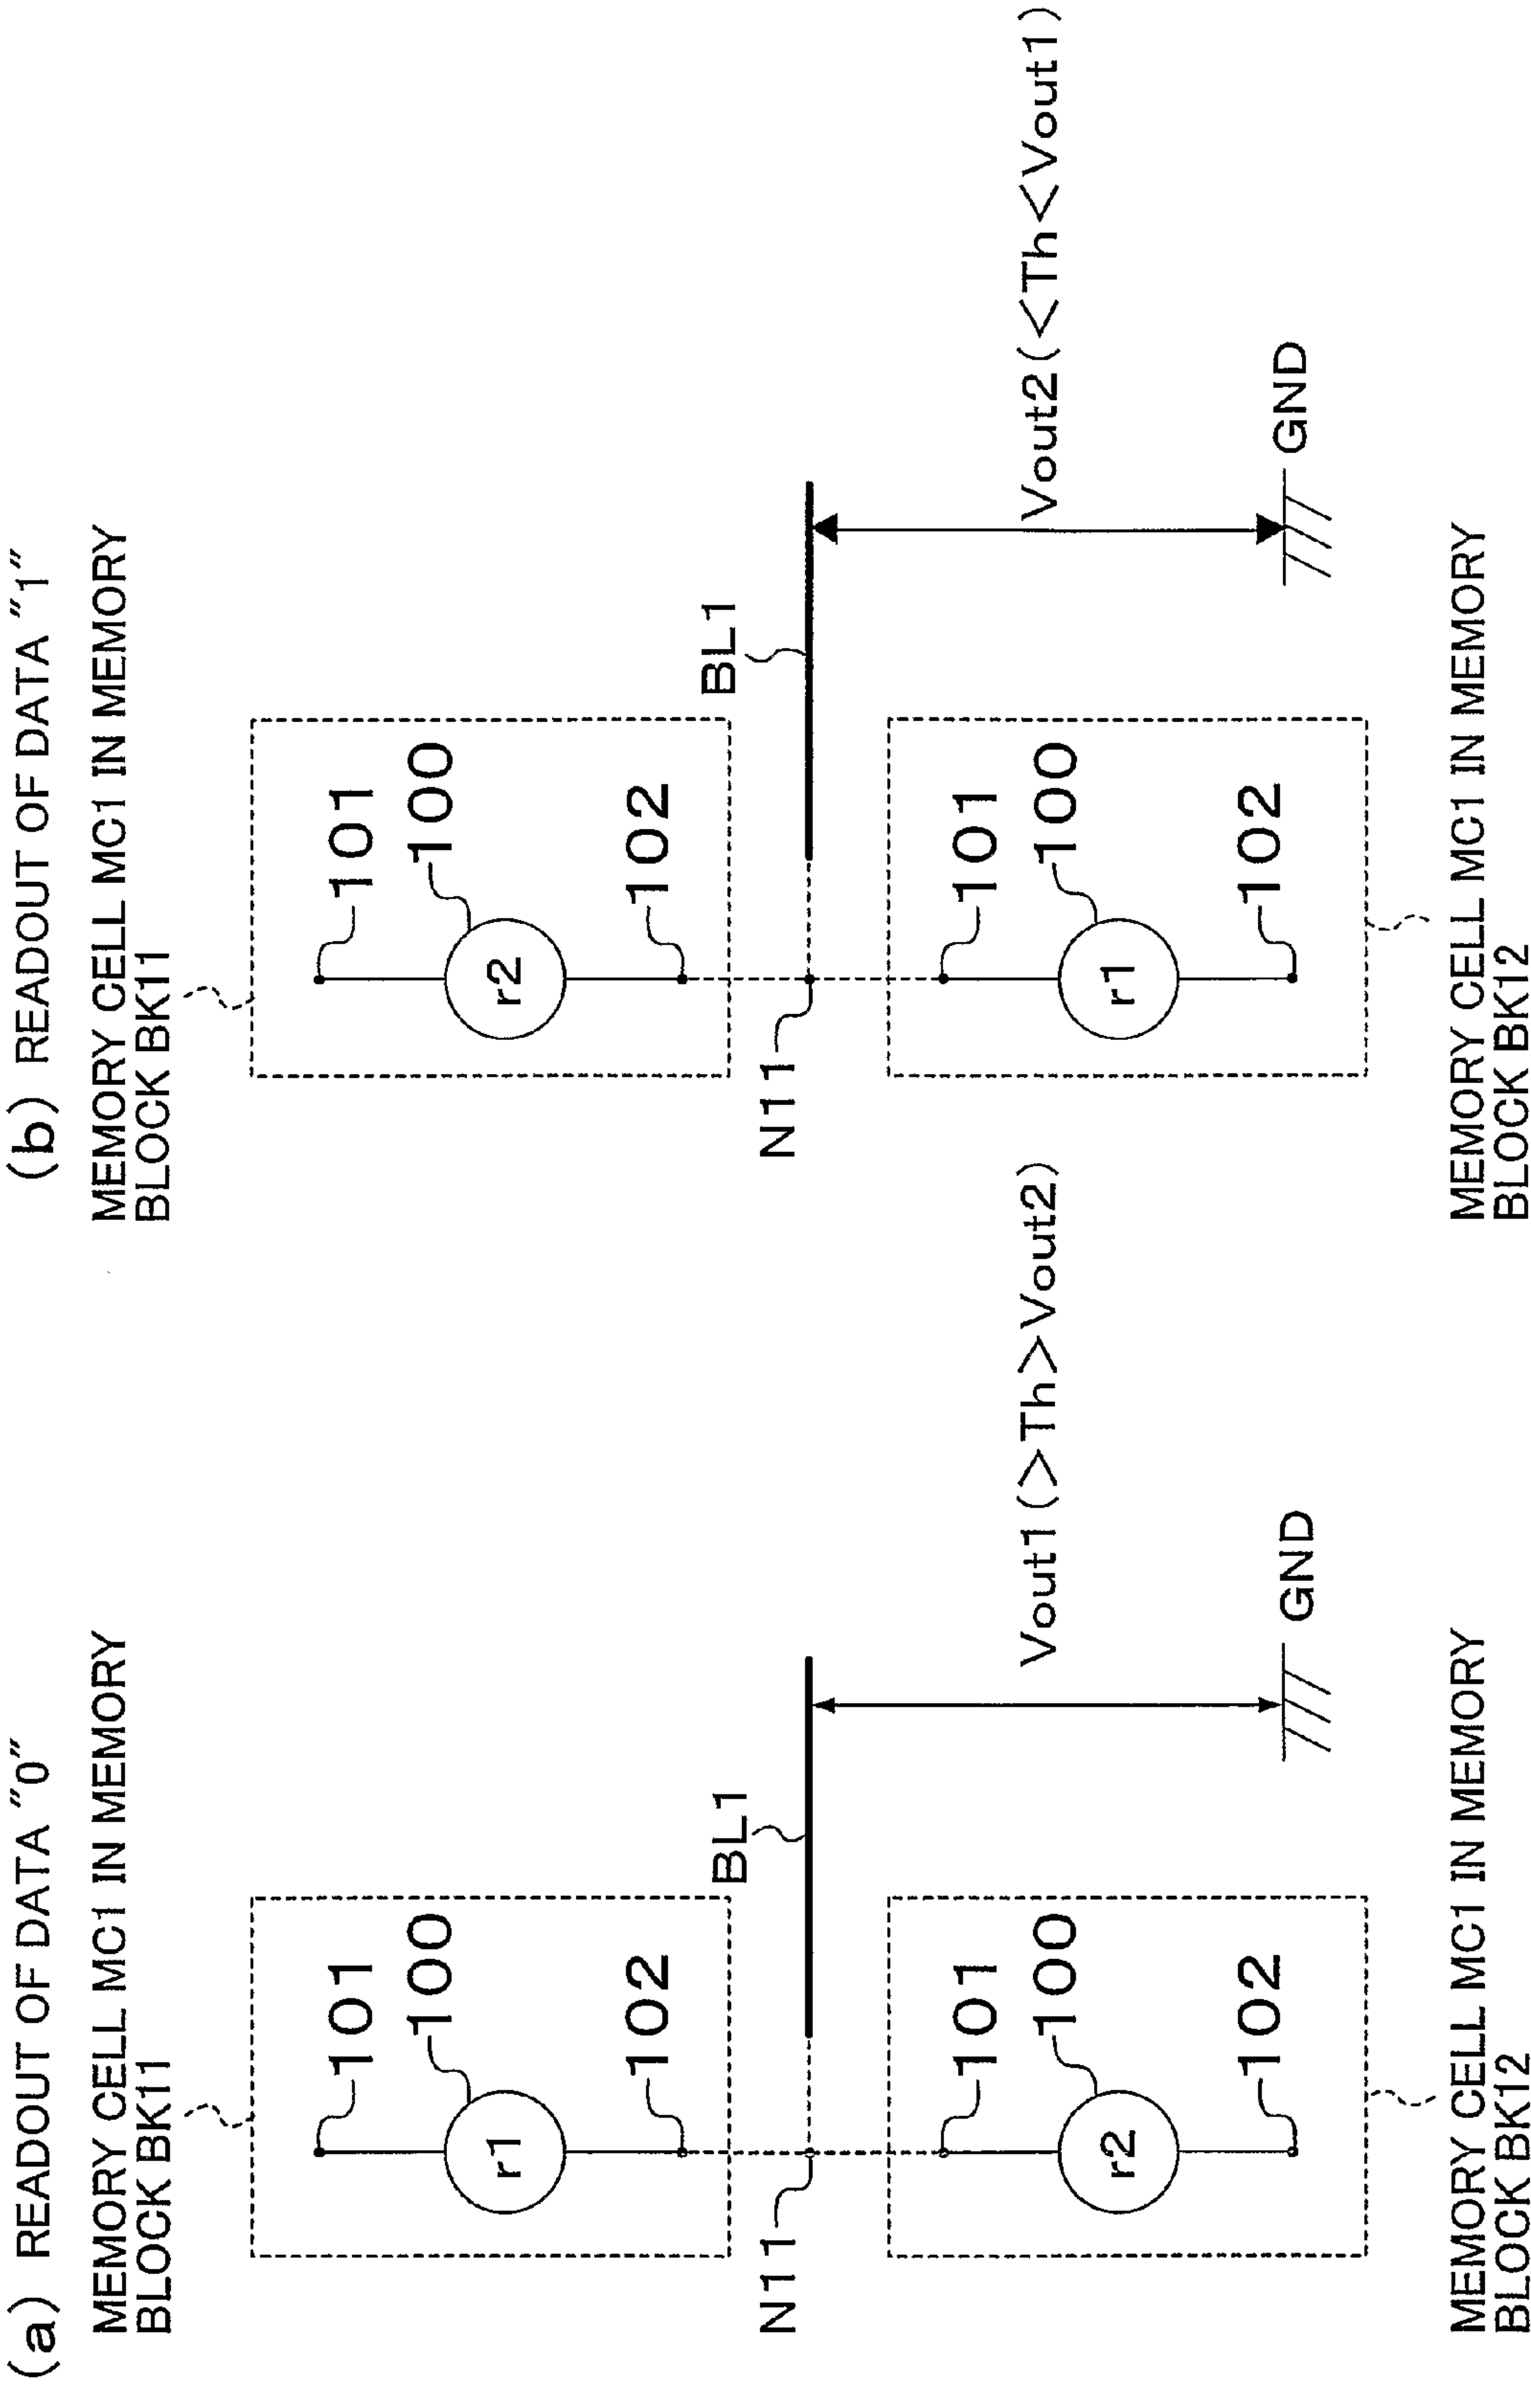 (a) READOUT OF DATA "0"
MEMORY CELL MC1 IN MEMORY
BLOCK BK11
101
100
r1
102
BL1
N11
Vout1(>Th>Vout2)
101
100
r2
102
GND
MEMORY CELL MC1 IN MEMORY
BLOCK BK12
(b) READOUT OF DATA "1"
MEMORY CELL MC1 IN MEMORY
BLOCK BK11
101
100
r2
102
BL1
N11
Vout2(<Th<Vout1)
101
100
r1
102
GND
MEMORY CELL MC1 IN MEMORY
BLOCK BK12